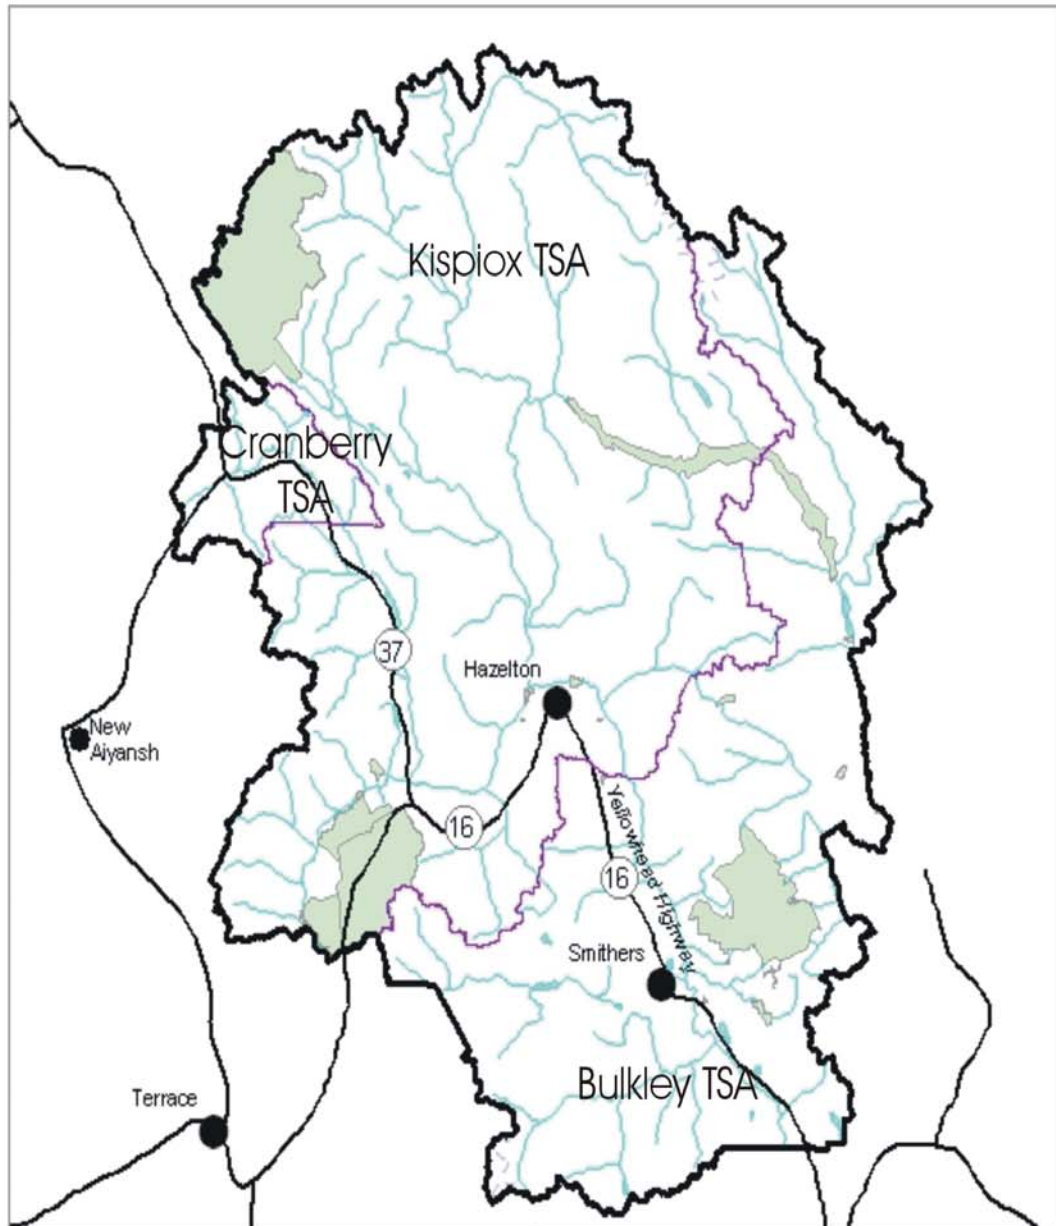 Kispiox TSA
Cranberry
TSA
37
Hazelton
New
Aiyansh
16
Yellowhead Highway
16
Smithers
Bulkley TSA
Terrace